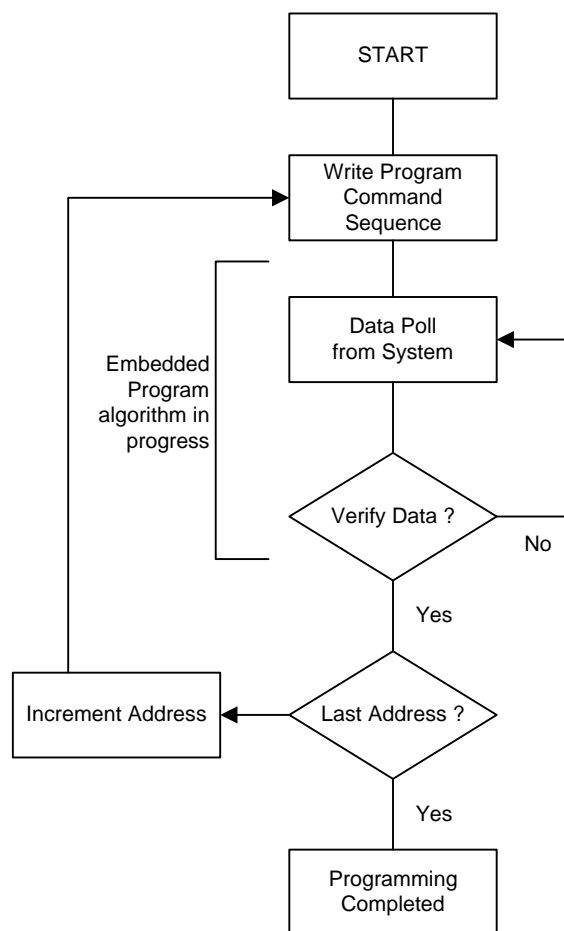 START
Write Program
Command
Sequence
Data Poll
from System
Embedded
Program
algorithm in
progress
Verify Data ?
No
Yes
Increment Address
Last Address ?
Yes
Programming
Completed